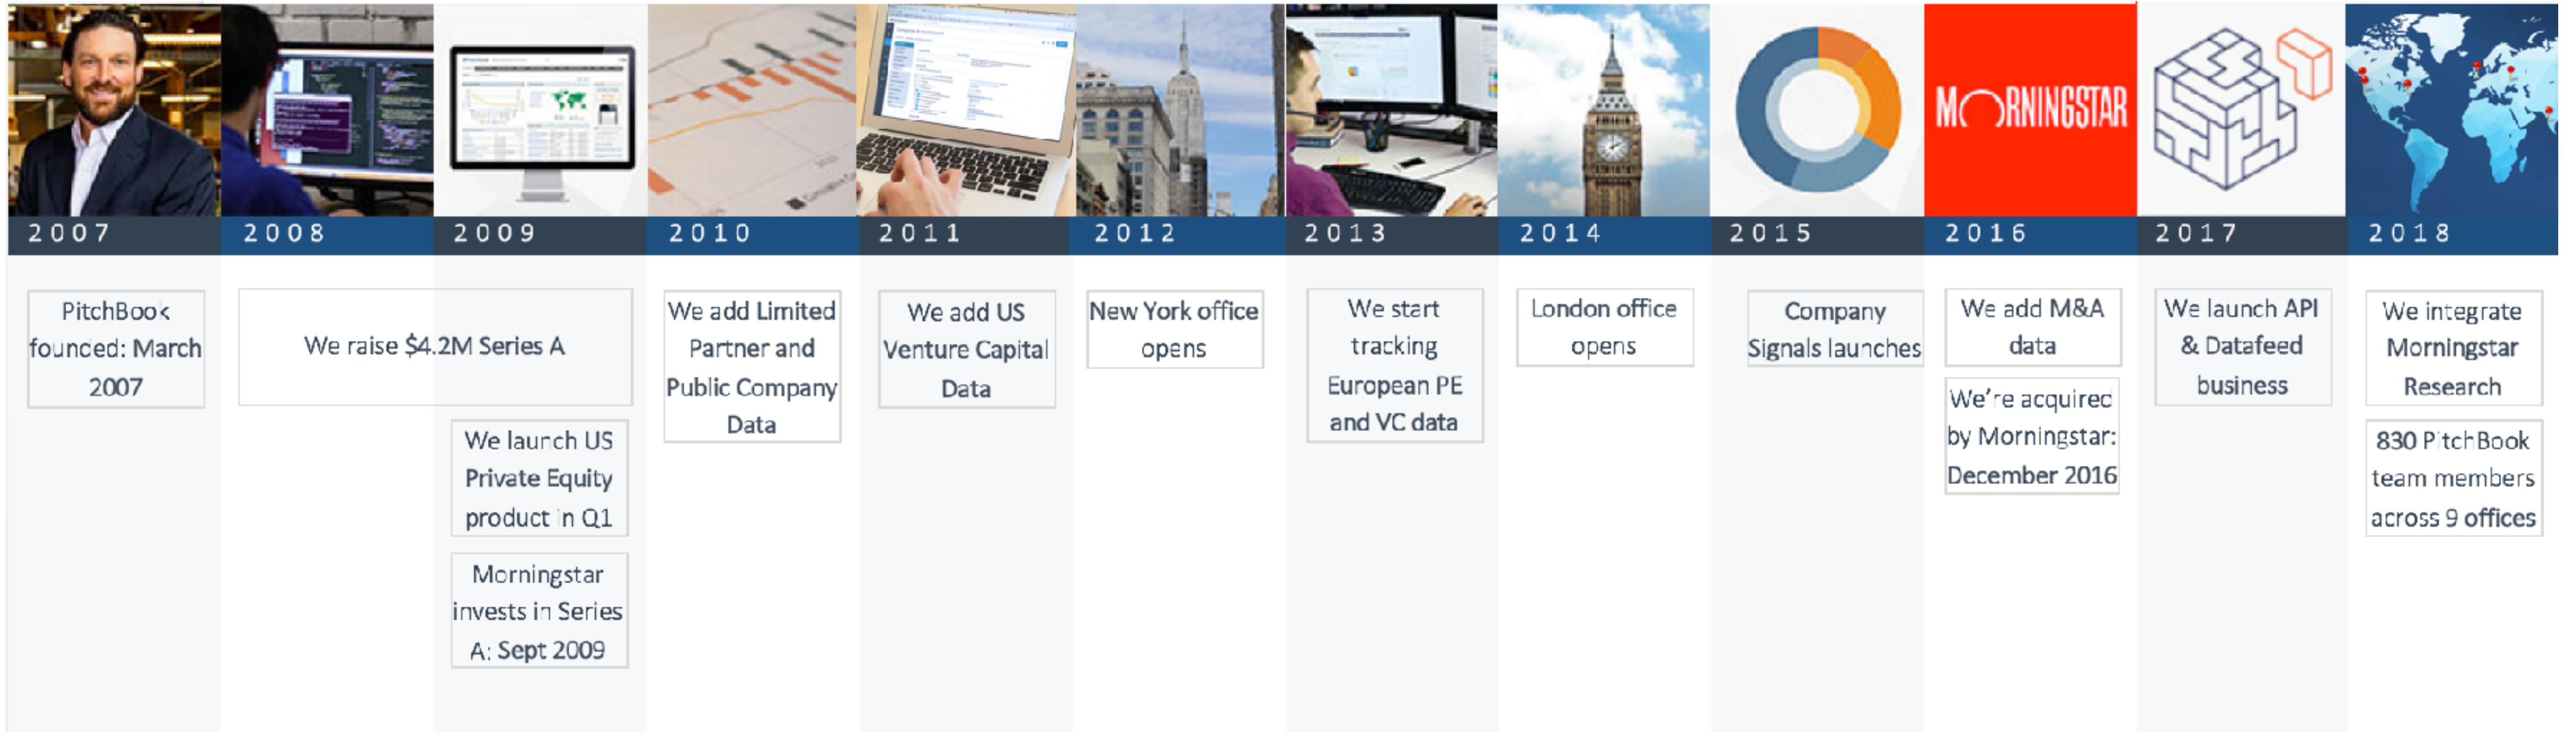 2007
2008
2009
2010
2011
2012
2013
2014
2015
MORNINGSTAR
2016
2017
2018
PitchBook
founded: March
2007
We raise $4.2M Series A
We launch US
Private Equity
product in Q1
Morningstar
invests in Series
A: Sept 2009
We add Limited
Partner and
Public Company
Data
We add US
Venture Capital
Data
New York office
opens
We start
tracking
European PE
and VC data
London office
opens
Company
Signals launches
We add M&A
data
We're acquired
by Morningstar:
December 2016
We launch API
& Datafeed
business
We integrate
Morningstar
Research
830 PitchBook
team members
across 9 offices